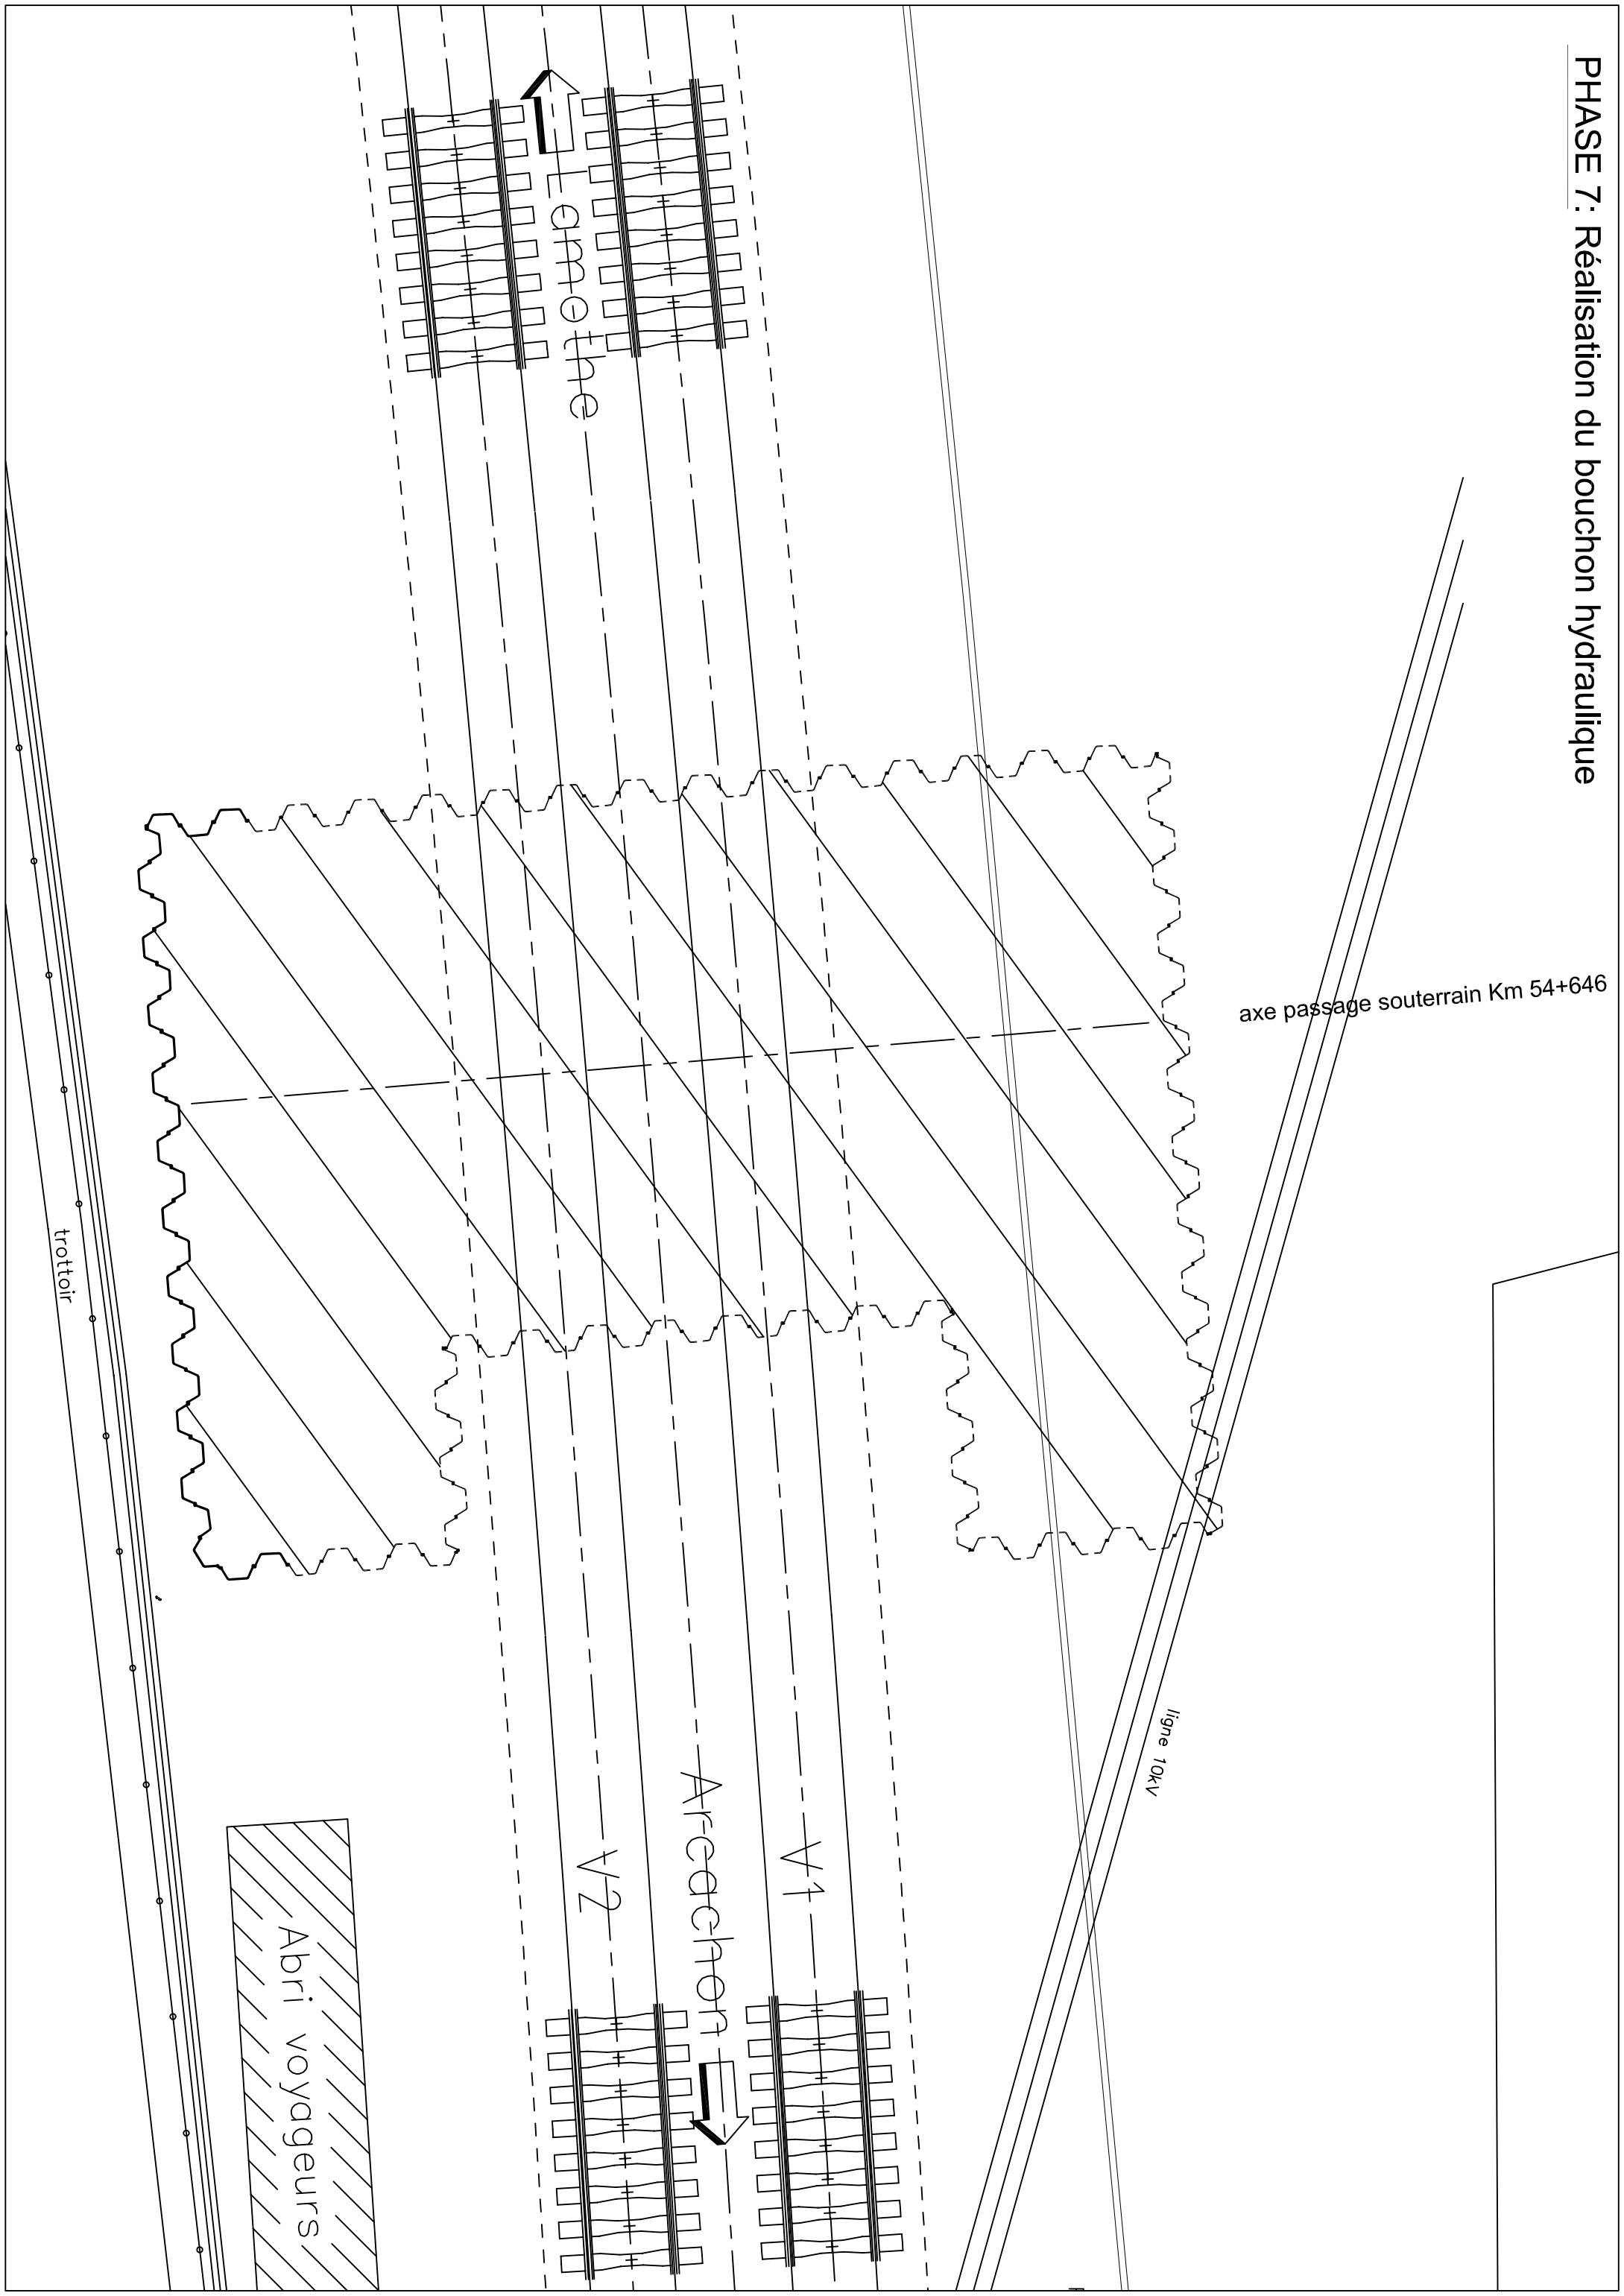 PHASE 7: Réalisation du bouchon hydraulique
Lamothe
axe passage souterrain Km 54+646
trottoir
ligne 10kV
Arcachon
V1
V2
Abri voyageurs